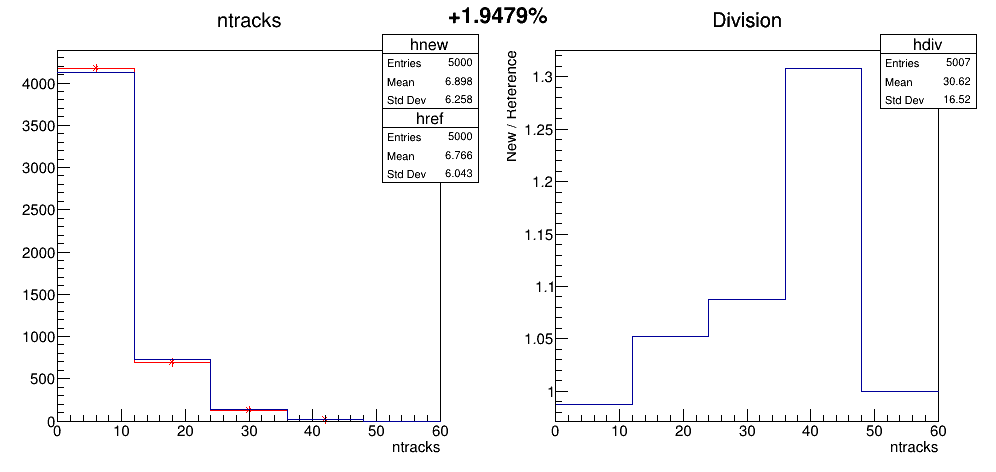 +1.9479%
ntracks
hnew
Entries 5000
Mean 6.898
Std Dev 6.258
href
Entries 5000
Mean 6.766
Std Dev 6.043
4000
3500
3000
2500
2000
1500
1000
500
0
0 10 20 30 40 50 60
ntracks
Division
hdiv
Entries 5007
Mean 30.62
Std Dev 16.52
New / Reference
1.3
1.25
1.2
1.15
1.1
1.05
1
0 10 20 30 40 50 60
ntracks